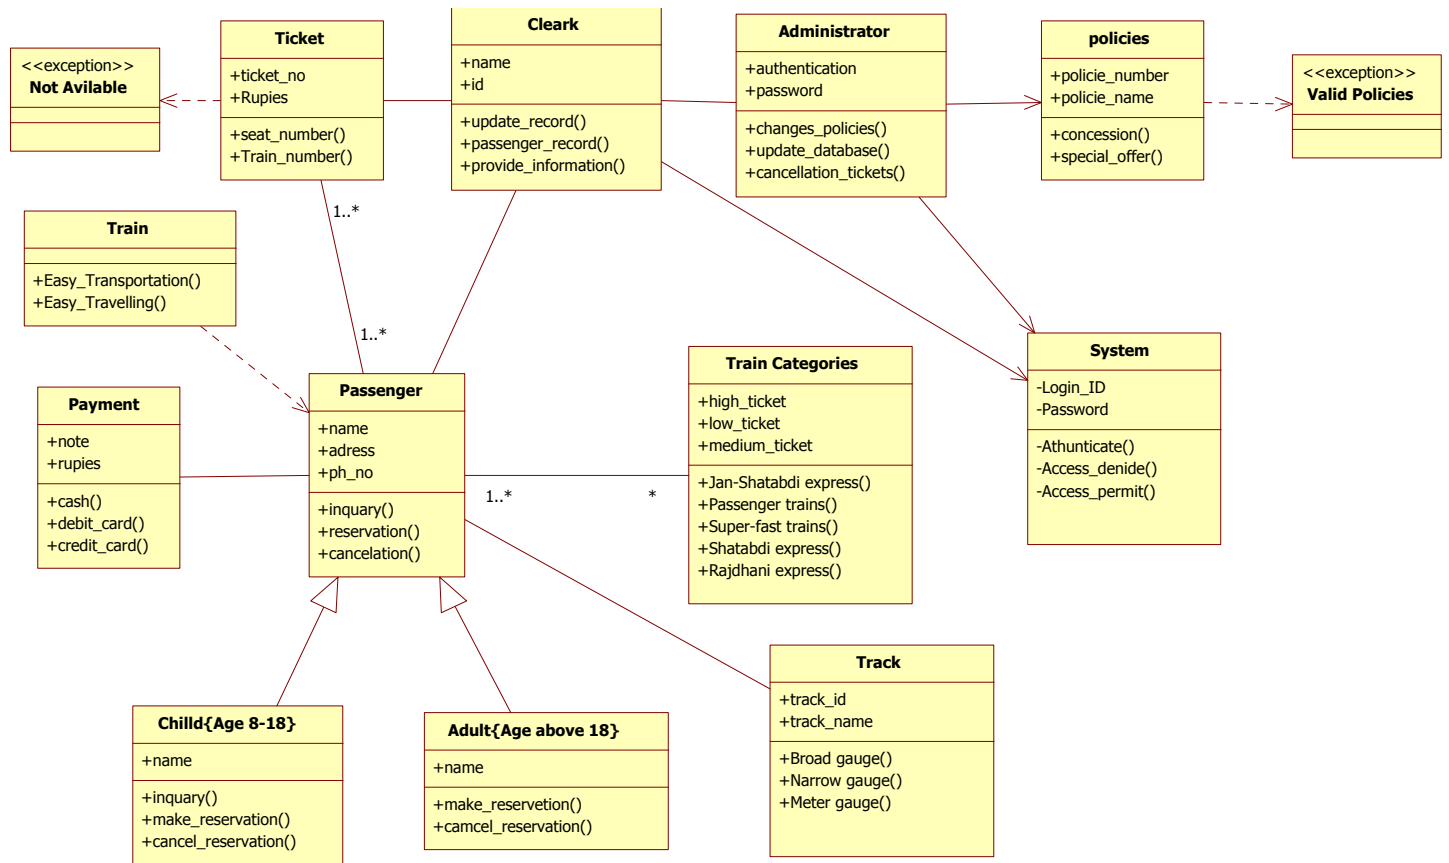 <<exception>>
Not Avilable
Ticket
+ticket_no
+Rupies
+seat_number()
+Train_number()
Cleark
+name
+id
+update_record()
+passenger_record()
+provide_information()
Administrator
+authentication
+password
+changes_policies()
+update_database()
+cancellation_tickets()
policies
+policie_number
+policie_name
+concession()
+special_offer()
<<exception>>
Valid Policies
1..*
1..*
Train
+Easy_Transportation()
+Easy_Travelling()
Payment
+note
+rupies
+cash()
+debit_card()
+credit_card()
Passenger
+name
+adress
+ph_no
+inquary()
+reservation()
+cancelation()
1..*
*
Train Categories
+high_ticket
+low_ticket
+medium_ticket
+Jan-Shatabdi express()
+Passenger trains()
+Super-fast trains()
+Shatabdi express()
+Rajdhani express()
System
-Login_ID
-Password
-Athunticate()
-Access_denide()
-Access_permit()
Chilld{Age 8-18}
+name
+inquary()
+make_reservation()
+cancel_reservation()
Adult{Age above 18}
+name
+make_reservetion()
+camcel_reservation()
Track
+track_id
+track_name
+Broad gauge()
+Narrow gauge()
+Meter gauge()